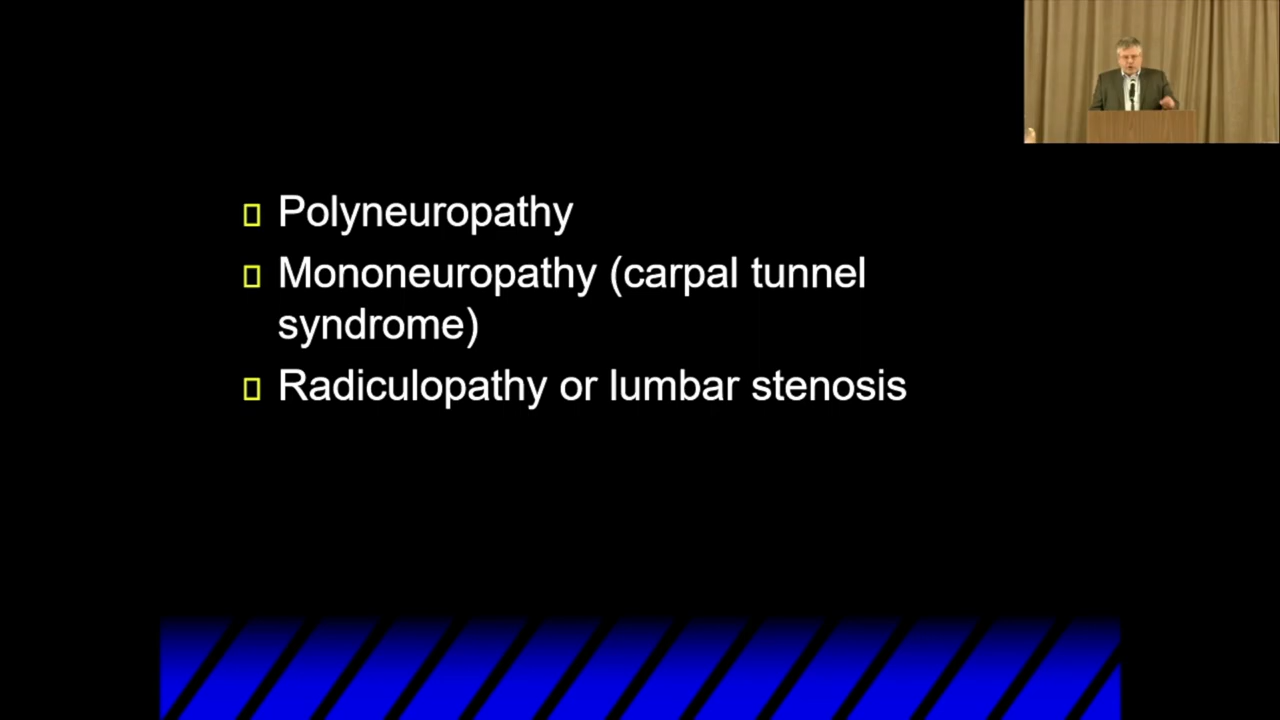 Polyneuropathy
Mononeuropathy (carpal tunnel
syndrome)
Radiculopathy or lumbar stenosis